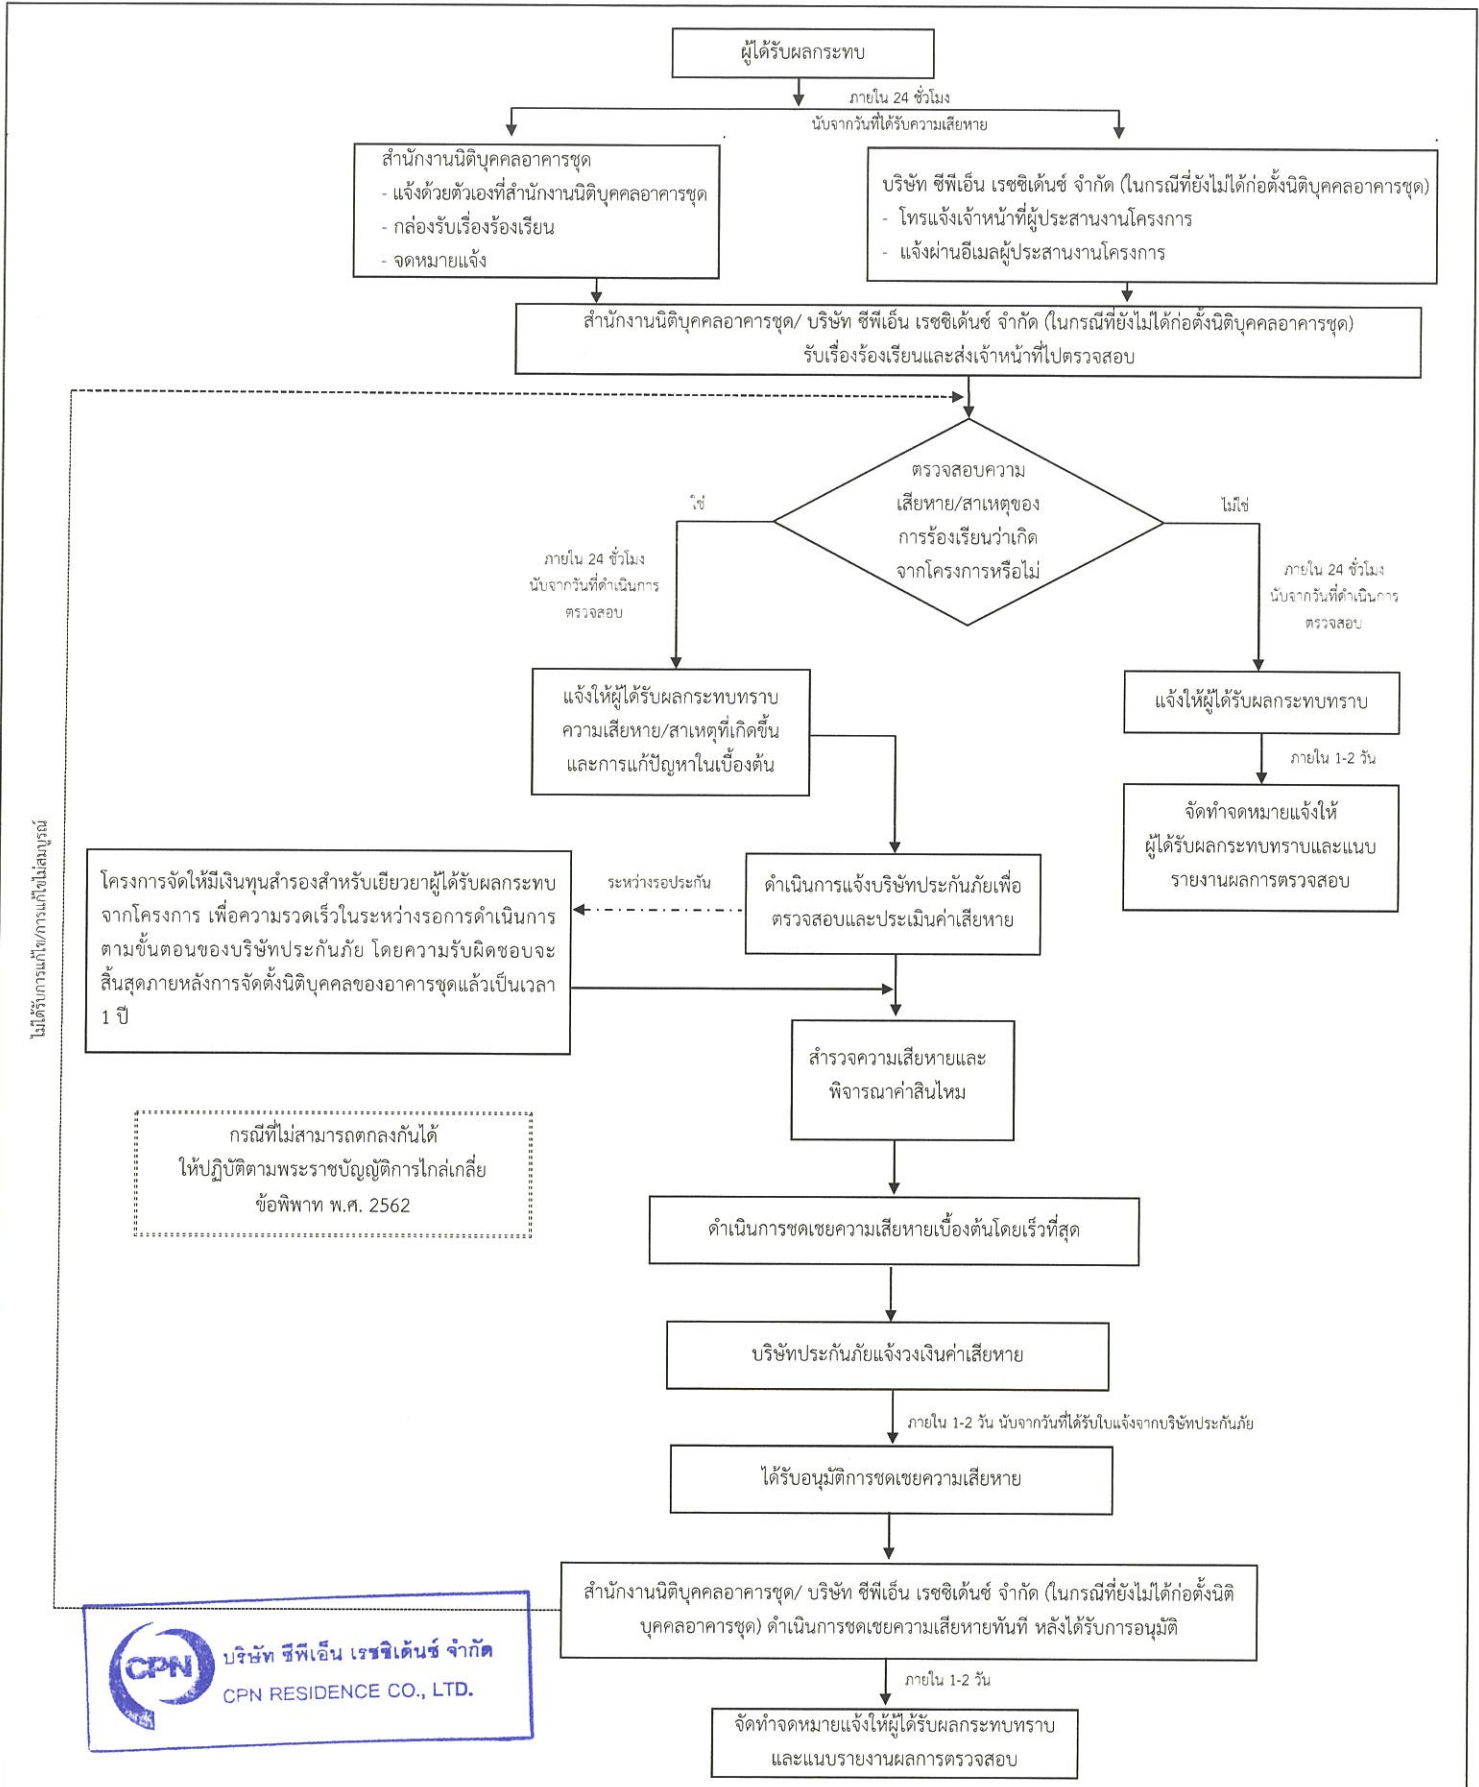 ผู้ได้รับผลกระทบ
ภายใน 24 ชั่วโมง
นับจากวันที่ได้รับความเสียหาย
สำนักงานนิติบุคคลอาคารชุด
- แจ้งด้วยตัวเองที่สำนักงานนิติบุคคลอาคารชุด
- กล่องรับเรื่องร้องเรียน
- จดหมายแจ้ง
บริษัท ซีพีเอ็น เรซซิเด้นซ์ จำกัด (ในกรณีที่ยังไม่ได้ก่อตั้งนิติบุคคลอาคารชุด)
- โทรแจ้งเจ้าหน้าที่ผู้ประสานงานโครงการ
- แจ้งผ่านอีเมลผู้ประสานงานโครงการ
สำนักงานนิติบุคคลอาคารชุด/ บริษัท ซีพีเอ็น เรซซิเด้นซ์ จำกัด (ในกรณีที่ยังไม่ได้ก่อตั้งนิติบุคคลอาคารชุด)
รับเรื่องร้องเรียนและส่งเจ้าหน้าที่ไปตรวจสอบ
ตรวจสอบความ
เสียหาย/สาเหตุของ
การร้องเรียนว่าเกิด
จากโครงการหรือไม่
ใช่
ไม่ใช่
ภายใน 24 ชั่วโมง
นับจากวันที่ดำเนินการ
ตรวจสอบ
ภายใน 24 ชั่วโมง
นับจากวันที่ดำเนินการ
ตรวจสอบ
แจ้งให้ผู้ได้รับผลกระทบทราบ
ความเสียหาย/สาเหตุที่เกิดขึ้น
และการแก้ปัญหาในเบื้องต้น
แจ้งให้ผู้ได้รับผลกระทบทราบ
ภายใน 1-2 วัน
จัดทำจดหมายแจ้งให้
ผู้ได้รับผลกระทบทราบและแนบ
รายงานผลการตรวจสอบ
ไม่ได้รับการแก้ไข/การแก้ไขไม่สมบูรณ์
โครงการจัดให้มีเงินทุนสำรองสำหรับเยียวยาผู้ได้รับผลกระทบ
จากโครงการ เพื่อความรวดเร็วในระหว่างรอการดำเนินการ
ตามขั้นตอนของบริษัทประกันภัย โดยความรับผิดชอบจะ
สิ้นสุดภายหลังการจัดตั้งนิติบุคคลของอาคารชุดแล้วเป็นเวลา
1 ปี
ระหว่างรอประกัน
ดำเนินการแจ้งบริษัทประกันภัยเพื่อ
ตรวจสอบและประเมินค่าเสียหาย
สำรวจความเสียหายและ
พิจารณาค่าสินไหม
กรณีที่ไม่สามารถตกลงกันได้
ให้ปฏิบัติตามพระราชบัญญัติการไกล่เกลี่ย
ข้อพิพาท พ.ศ. 2562
ดำเนินการชดเชยความเสียหายเบื้องต้นโดยเร็วที่สุด
บริษัทประกันภัยแจ้งวงเงินค่าเสียหาย
ภายใน 1-2 วัน นับจากวันที่ได้รับใบแจ้งจากบริษัทประกันภัย
ได้รับอนุมัติการชดเชยความเสียหาย
สำนักงานนิติบุคคลอาคารชุด/ บริษัท ซีพีเอ็น เรซซิเด้นซ์ จำกัด (ในกรณีที่ยังไม่ได้ก่อตั้งนิติ
บุคคลอาคารชุด) ดำเนินการชดเชยความเสียหายทันที หลังได้รับการอนุมัติ
ภายใน 1-2 วัน
จัดทำจดหมายแจ้งให้ผู้ได้รับผลกระทบทราบ
และแนบรายงานผลการตรวจสอบ
CPN
บริษัท ซีพีเอ็น เรซซิเด้นซ์ จำกัด
CPN RESIDENCE CO., LTD.